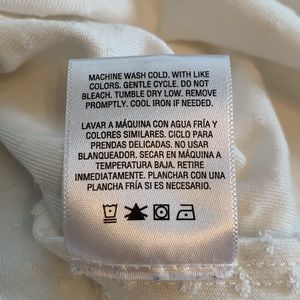 MACHINE WASH COLD. WITH LIKE
COLORS. GENTLE CYCLE. DO NOT
BLEACH. TUMBLE DRY LOW. REMOVE
PROMPTLY. COOL IRON IF NEEDED.
LAVAR A MÁQUINA CON AGUA FRÍA Y
COLORES SIMILARES. CICLO PARA
PRENDAS DELICADAS. NO USAR
BLANQUEADOR. SECAR EN MÁQUINA A
TEMPERATURA BAJA. RETIRE
INMEDIATAMENTE. PLANCHAR CON UNA
PLANCHA FRÍA SI ES NECESARIO.